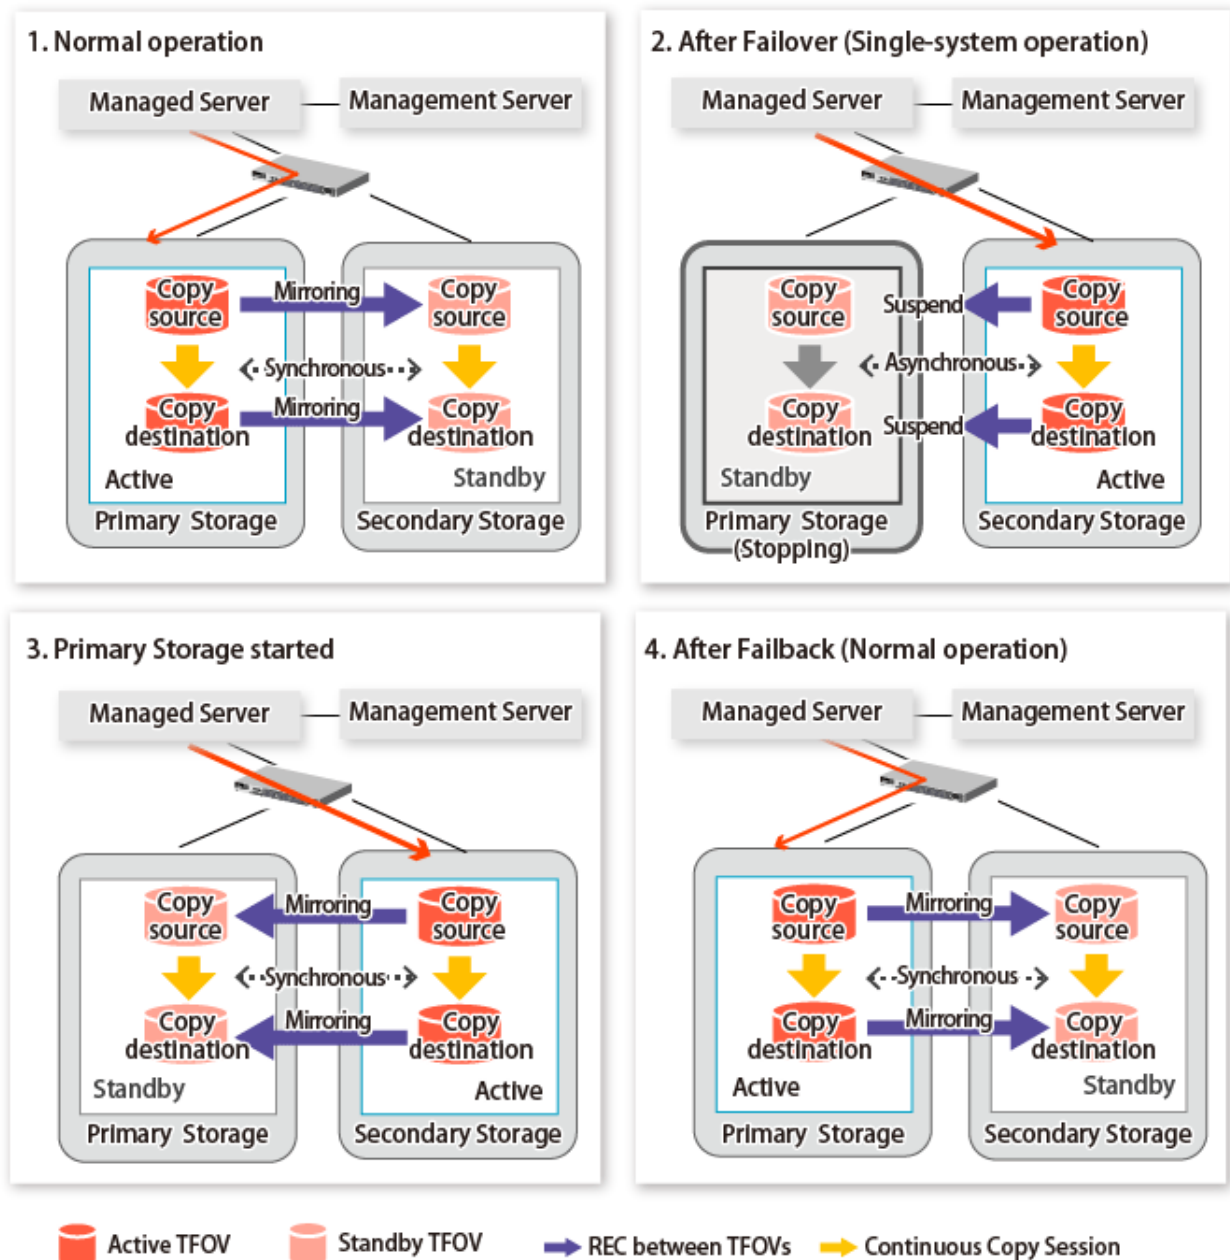 1. Normal operation
Managed Server
Management Server
Copy
source
Mirroring
Copy
source
Synchronous
Copy
destination
Mirroring
Copy
destination
Active
Standby
Primary Storage
Secondary Storage
2. After Failover (Single-system operation)
Managed Server
Management Server
Copy
source
Suspend
Copy
source
Asynchronous
Copy
destination
Suspend
Copy
destination
Standby
Active
Primary Storage
(Stopping)
Secondary Storage
3. Primary Storage started
Managed Server
Management Server
Copy
source
Mirroring
Copy
source
Synchronous
Copy
destination
Mirroring
Copy
destination
Standby
Active
Primary Storage
Secondary Storage
4. After Failback (Normal operation)
Managed Server
Management Server
Copy
source
Mirroring
Copy
source
Synchronous
Copy
destination
Mirroring
Copy
destination
Active
Standby
Primary Storage
Secondary Storage
Active TFOV
Standby TFOV
REC between TFOVs
Continuous Copy Session